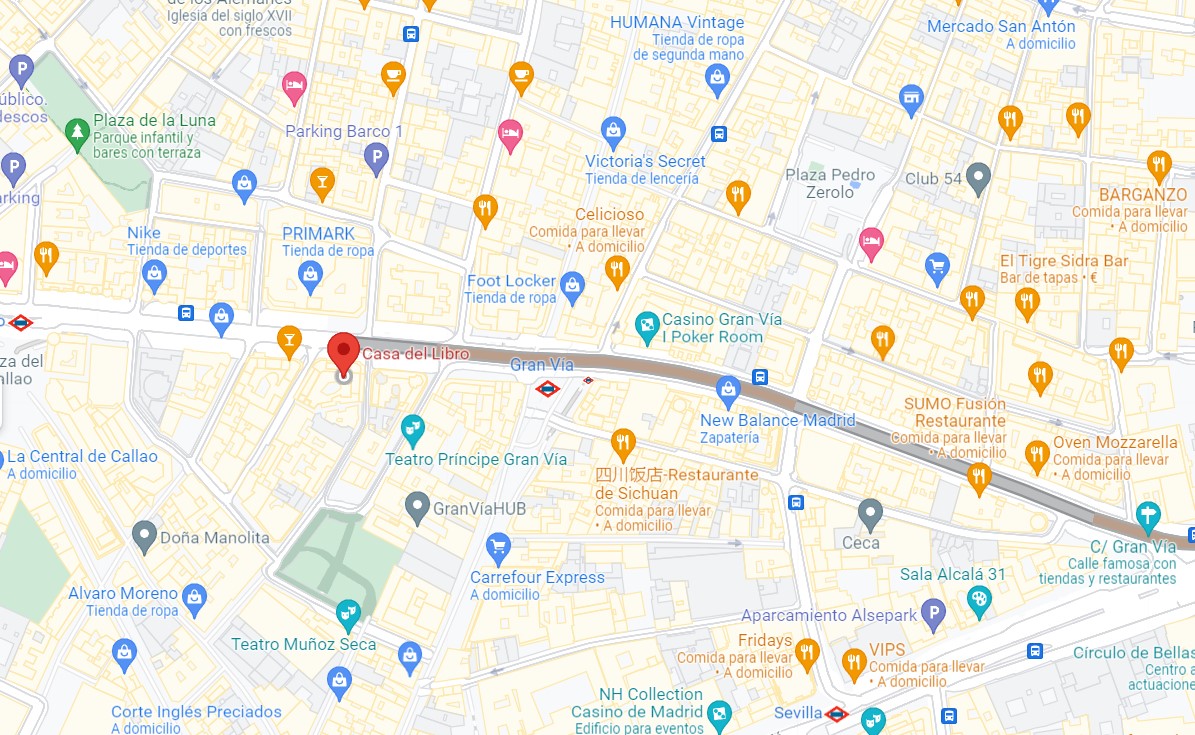 de los Alemanes
Iglesia del siglo XVII
con frescos
HUMANA Vintage
Tienda de ropa
de segunda mano
Mercado San Antón
A domicilio
P
úblico.
descos
Plaza de la Luna
Parque infantil y
bares con terraza
Parking Barco 1
P
Victoria's Secret
Tienda de lencería
Plaza Pedro
Zerolo
Club 54
BARGANZO
Comida para llevar
• A domicilio
P
arking
Celicioso
Comida para llevar
• A domicilio
Nike
Tienda de deportes
PRIMARK
Tienda de ropa
El Tigre Sidra Bar
Bar de tapas • €
Foot Locker
Tienda de ropa
Casino Gran Vía
I Poker Room
Casa del Libro
Gran Vía
za del
llao
New Balance Madrid
Zapatería
SUMO Fusión
Restaurante
Comida para llevar
• A domicilio
Oven Mozzarella
Comida para llevar
• A domicilio
La Central de Callao
A domicilio
Teatro Príncipe Gran Vía
四川饭店-Restaurante
de Sichuan
Comida para llevar
• A domicilio
GranVíaHUB
Doña Manolita
Ceca
C/ Gran Vía
Calle famosa con
tiendas y restaurantes
Carrefour Express
A domicilio
Sala Alcalá 31
Alvaro Moreno
Tienda de ropa
Aparcamiento Alsepark
P
Teatro Muñoz Seca
Fridays
Comida para llevar
• A domicilio
VIPS
Comida para llevar
• A domicilio
Círculo de Bellas
Centro
actuacione
NH Collection
Casino de Madrid
Edificio para eventos
Sevilla
Corte Inglés Preciados
A domicilio